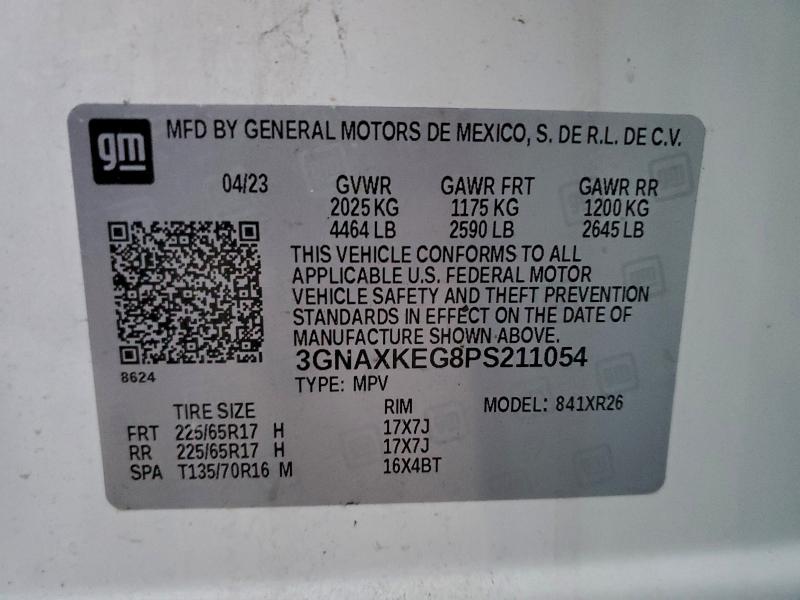 gm
MFD BY GENERAL MOTORS DE MEXICO, S. DE R.L. DE C.V.
04/23 GVWR GAWR FRT GAWR RR
2025 KG 1175 KG 1200 KG
4464 LB 2590 LB 2645 LB
THIS VEHICLE CONFORMS TO ALL
APPLICABLE U.S. FEDERAL MOTOR
VEHICLE SAFETY AND THEFT PREVENTION
STANDARDS IN EFFECT ON THE DATE OF
MANUFACTURE SHOWN ABOVE.
3GNAXKEG8PS211054
8624
TYPE: MPV
TIRE SIZE RIM MODEL: 841XR26
FRT 225/65R17 H 17X7J
RR 225/65R17 H 17X7J
SPA T135/70R16 M 16X4BT